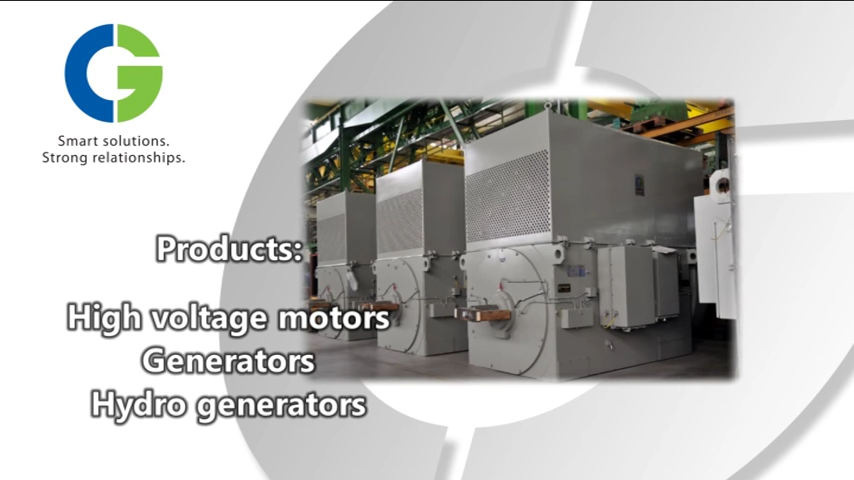 Smart solutions.
Strong relationships.
Products:
High voltage motors
Generators
Hydro generators